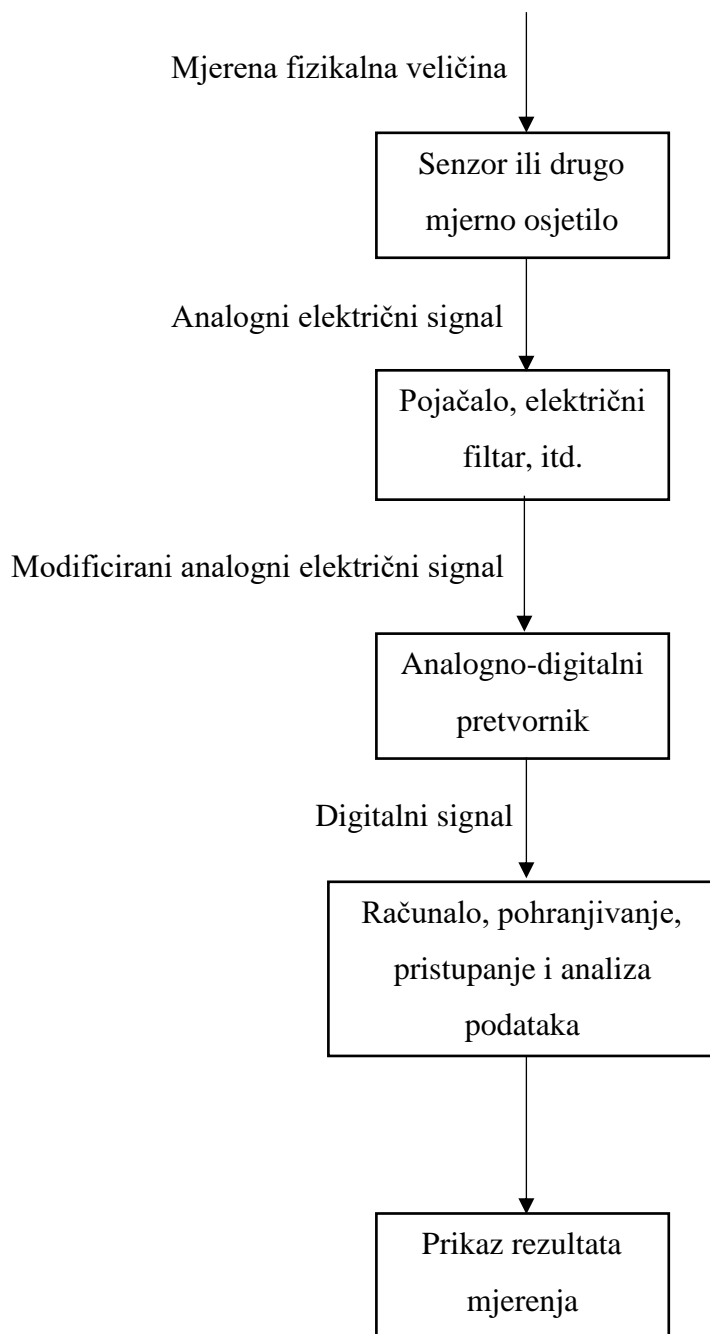 Mjerena fizikalna veličina
Senzor ili drugo
mjerno osjetilo
Analogni električni signal
Pojačalo, električni
filtar, itd.
Modificirani analogni električni signal
Analogno-digitalni
pretvornik
Digitalni signal
Računalo, pohranjivanje,
pristupanje i analiza
podataka
Prikaz rezultata
mjerenja